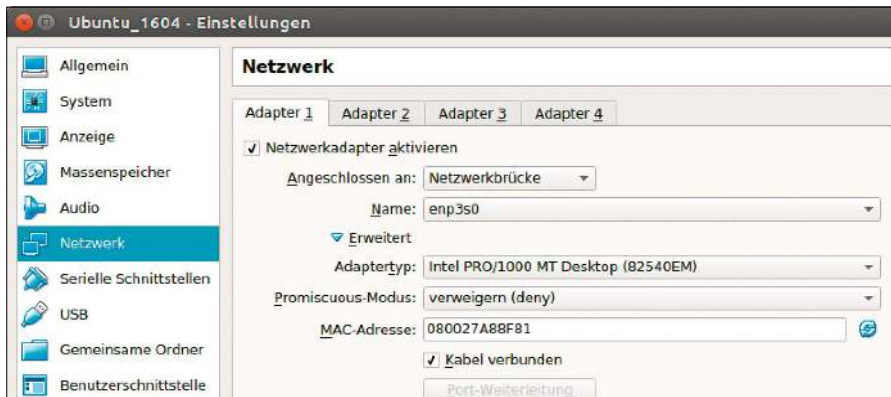 Ubuntu_1604 - Einstellungen
Allgemein
System
Anzeige
Massenspeicher
Audio
Netzwerk
Serielle Schnittstellen
USB
Gemeinsame Ordner
Benutzerschnittstelle
Netzwerk
Adapter 1 Adapter 2 Adapter 3 Adapter 4
Netzwerkadapter aktivieren
Angeschlossen an: Netzwerkbrücke
Name: enp3s0
Erweitert
Adaptertyp: Intel PRO/1000 MT Desktop (82540EM)
Promiscuous-Modus: verweigern (deny)
MAC-Adresse: 080027A88F81
Kabel verbunden
Port-Weiterleitung